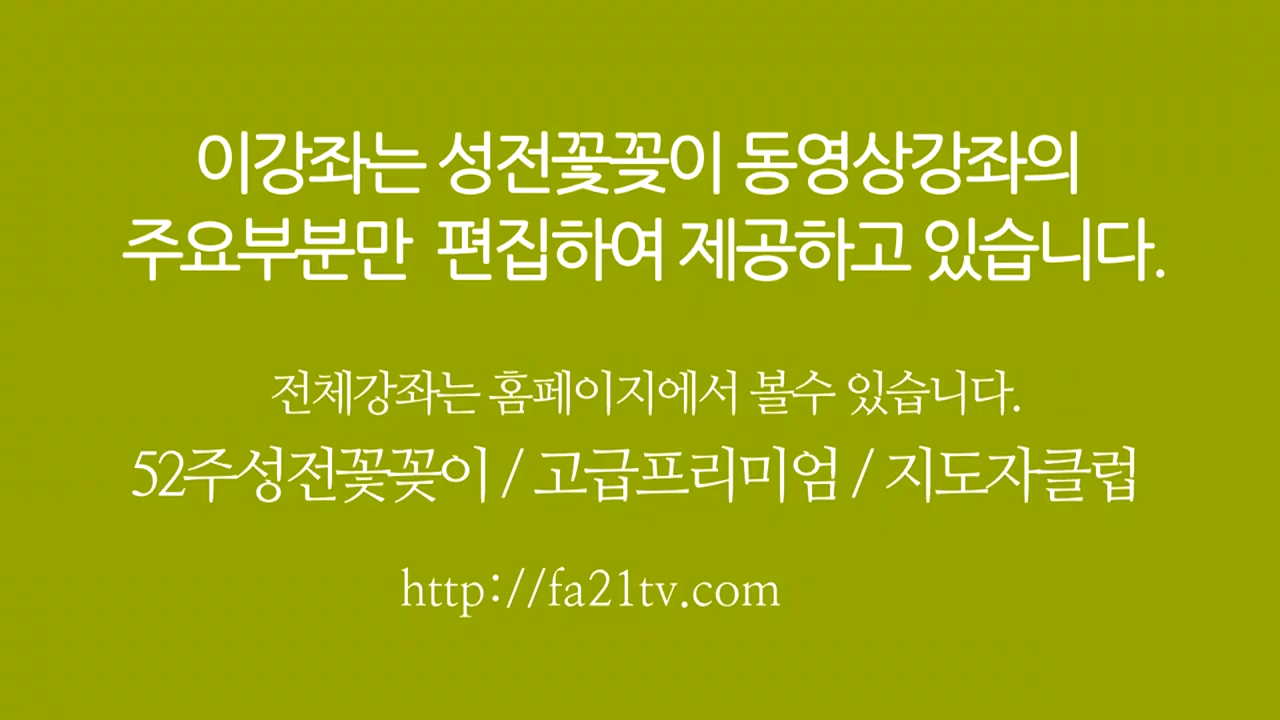 이강좌는 성전꽃꽂이 동영상강좌의
주요부분만 편집하여 제공하고 있습니다.
전체강좌는 홈페이지에서 볼수 있습니다.
52주성전꽃꽂이 / 고급프리미엄 / 지도자클럽
http://fa21tv.com